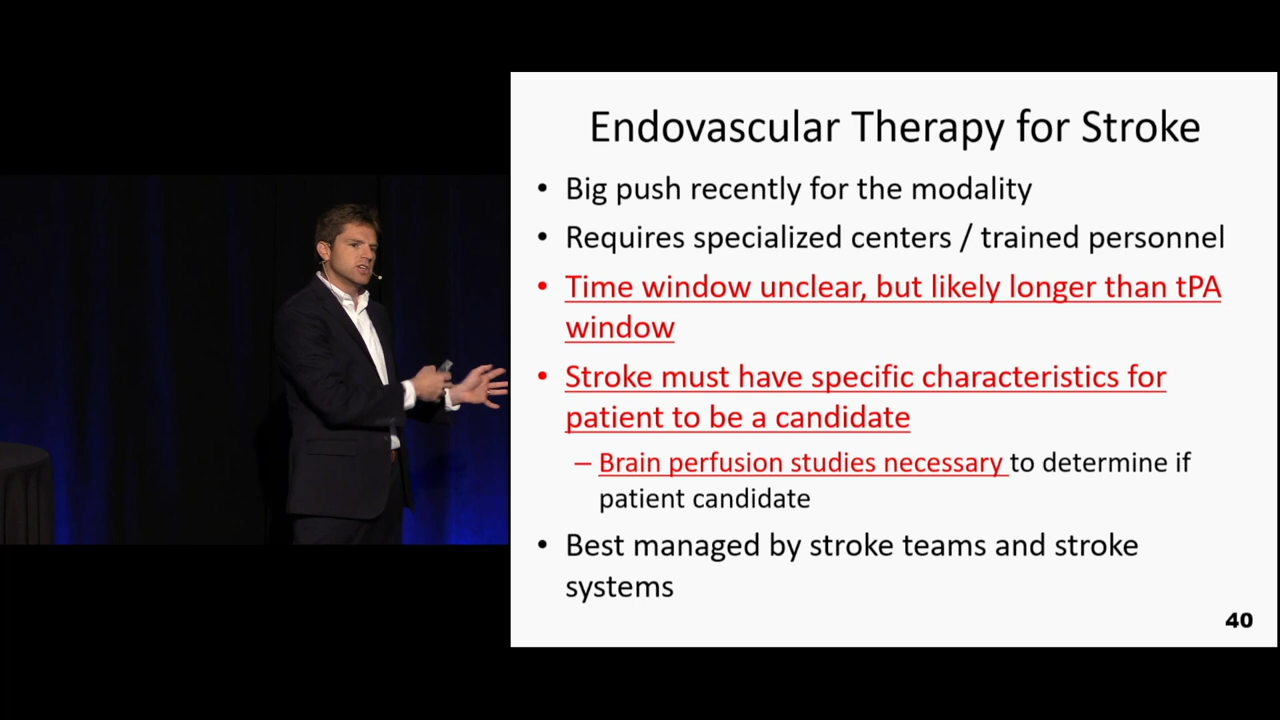 Endovascular Therapy for Stroke
• Big push recently for the modality
• Requires specialized centers / trained personnel
• Time window unclear, but likely longer than tPA
window
• Stroke must have specific characteristics for
patient to be a candidate
– Brain perfusion studies necessary to determine if
patient candidate
• Best managed by stroke teams and stroke
systems
40